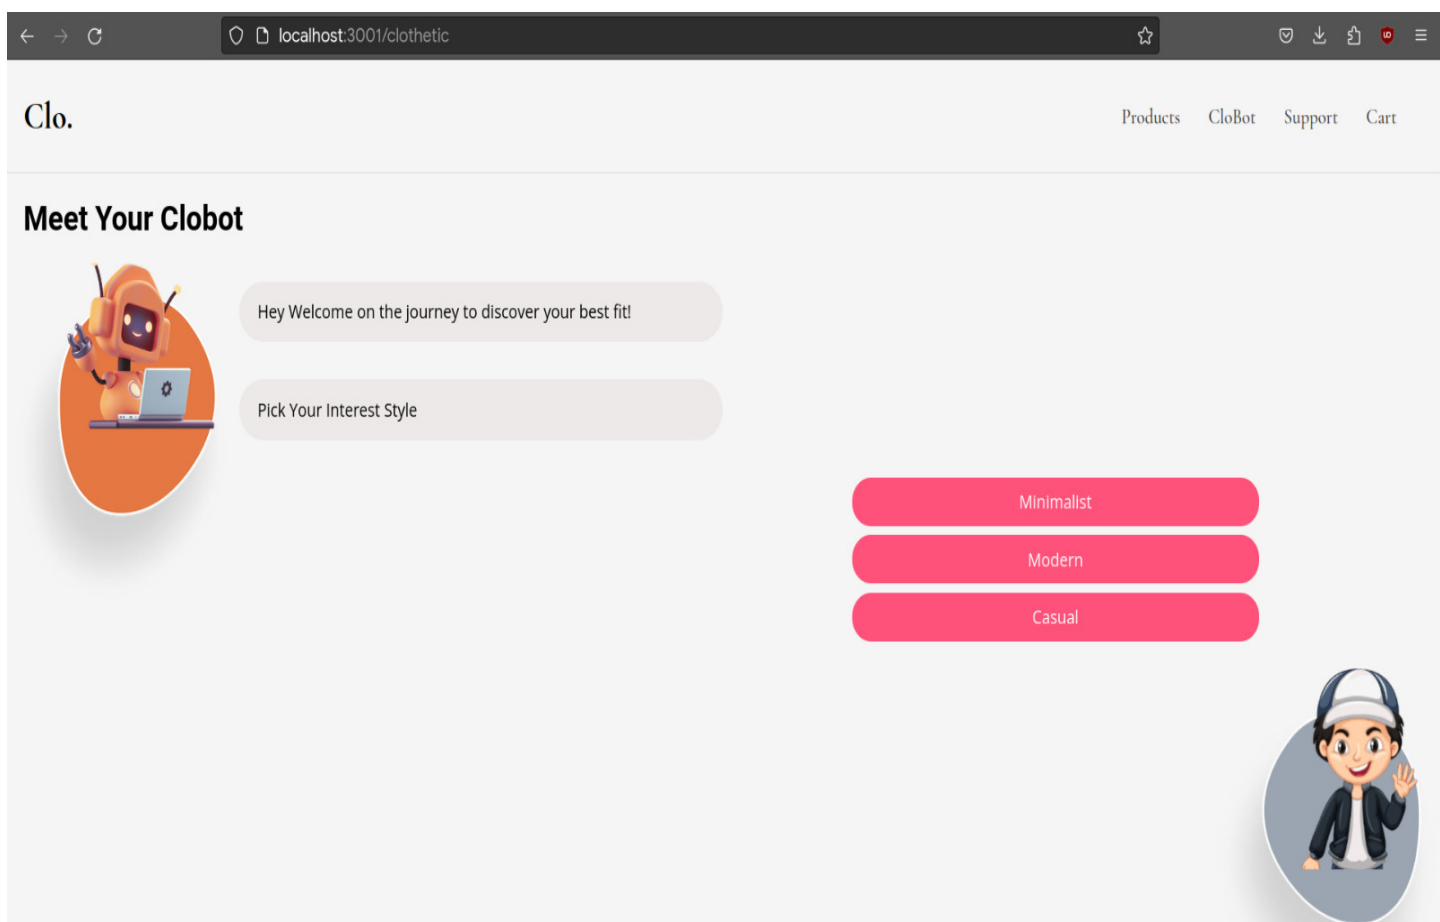 localhost:3001/clothetic
Clo.
Products CloBot Support Cart
Meet Your Clobot
Hey Welcome on the journey to discover your best fit!
Pick Your Interest Style
Minimalist
Modern
Casual